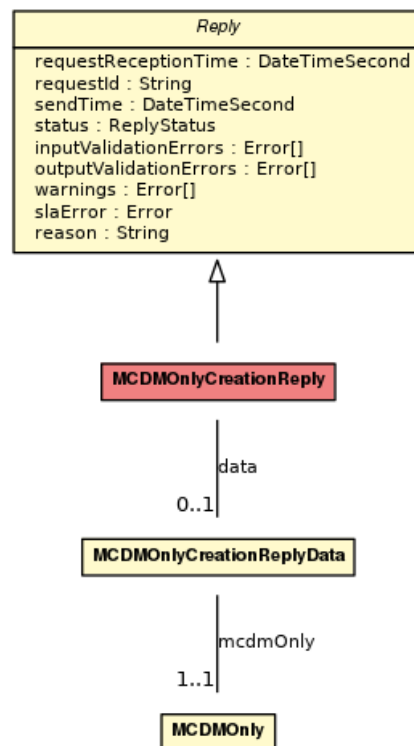 Reply
requestReceptionTime : DateTimeSecond
requestId : String
sendTime : DateTimeSecond
status : ReplyStatus
inputValidationErrors : Error[]
outputValidationErrors : Error[]
warnings : Error[]
slaError : Error
reason : String
MCDMOnlyCreationReply
data
0..1
MCDMOnlyCreationReplyData
mcdmOnly
1..1
MCDMOnly